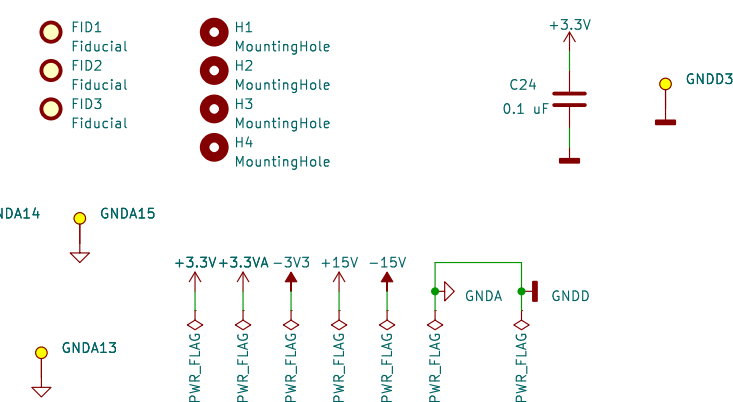 FID1
Fiducial
FID2
Fiducial
FID3
Fiducial
H1
MountingHole
H2
MountingHole
H3
MountingHole
H4
MountingHole
+3.3V
C24
0.1 uF
GNDD3
NDA14
GNDA15
+3.3V
+3.3VA
-3V3
+15V
-15V
GNDA
GNDD
GNDA13
PWR_FLAG
PWR_FLAG
PWR_FLAG
PWR_FLAG
PWR_FLAG
PWR_FLAG
PWR_FLAG